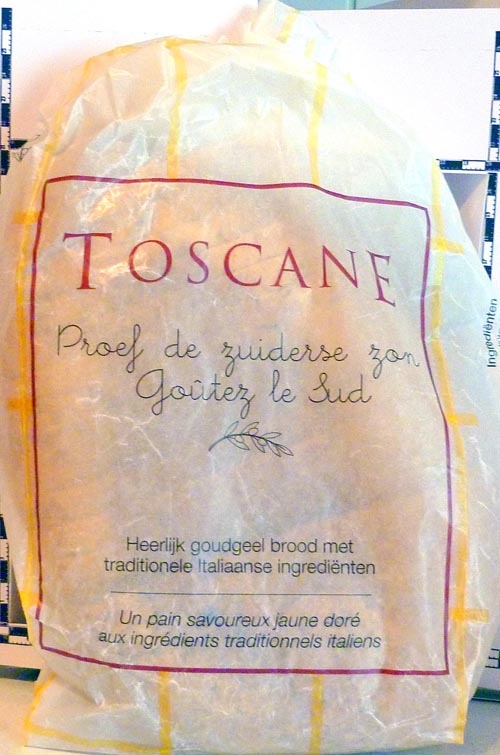 TOSCANE
Proef de zuiderse zon
Goûtez le Sud
Heerlijk goudgeel brood met
traditionele Italiaanse ingrediënten
Un pain savoureux jaune doré
aux ingrédients traditionnels italiens
Ingrediënten